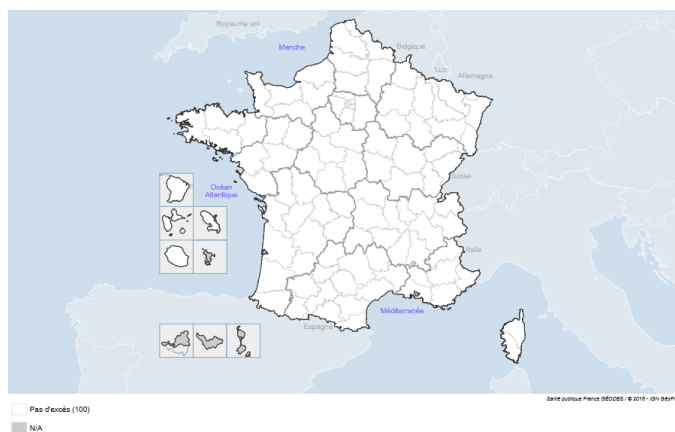 Royaume uni
Manche
Belgique
Lux.
Allemagne
Suisse
Océan
Atlantique
Italie
Méditerranée
Espagne
Santé publique France GÉODES / © 2016 - IGN GéoFl
Pas d'excès (100)
N/A